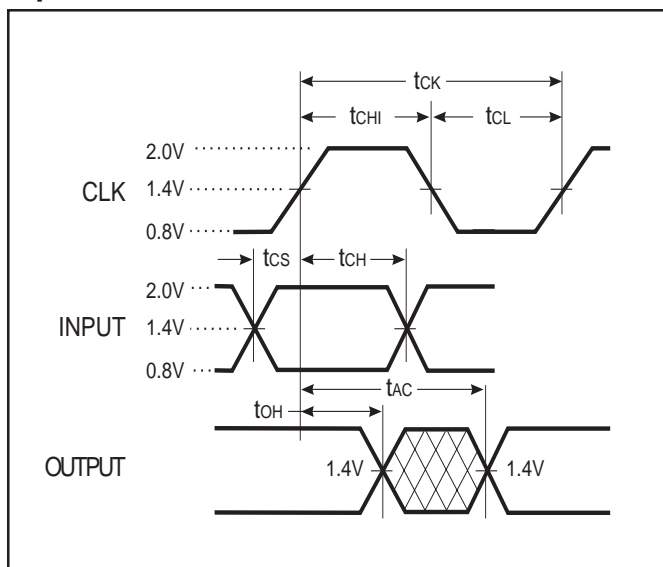 tCK
tCHI tCL
2.0V
CLK 1.4V
0.8V
tCS tCH
2.0V
INPUT 1.4V
0.8V
tAC
tOH
OUTPUT 1.4V 1.4V